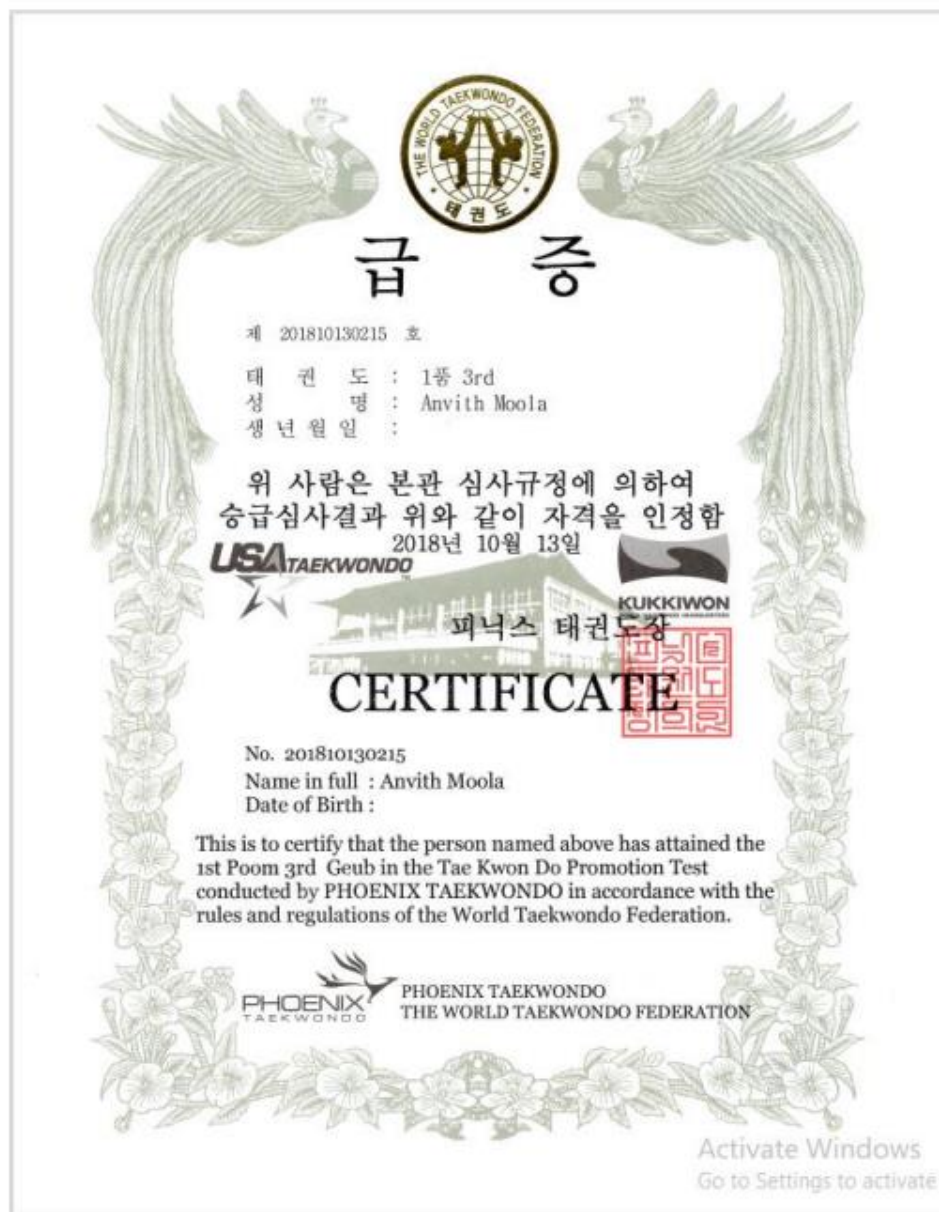 THE WORLD TAEKWONDO FEDERATION
태권도
급 증
제 201810130215 호
태 권 도 : 1품 3rd
성 명 : Anvith Moola
생년월일 :
위 사람은 본관 심사규정에 의하여
승급심사결과 위와 같이 자격을 인정함
2018년 10월 13일
USA TAEKWONDO
KUKKIWON
피닉스 태권도장
CERTIFICATE
No. 201810130215
Name in full : Anvith Moola
Date of Birth :
This is to certify that the person named above has attained the
1st Poom 3rd Geub in the Tae Kwon Do Promotion Test
conducted by PHOENIX TAEKWONDO in accordance with the
rules and regulations of the World Taekwondo Federation.
PHOENIX
TAEKWONDO
PHOENIX TAEKWONDO
THE WORLD TAEKWONDO FEDERATION
Activate Windows
Go to Settings to activate